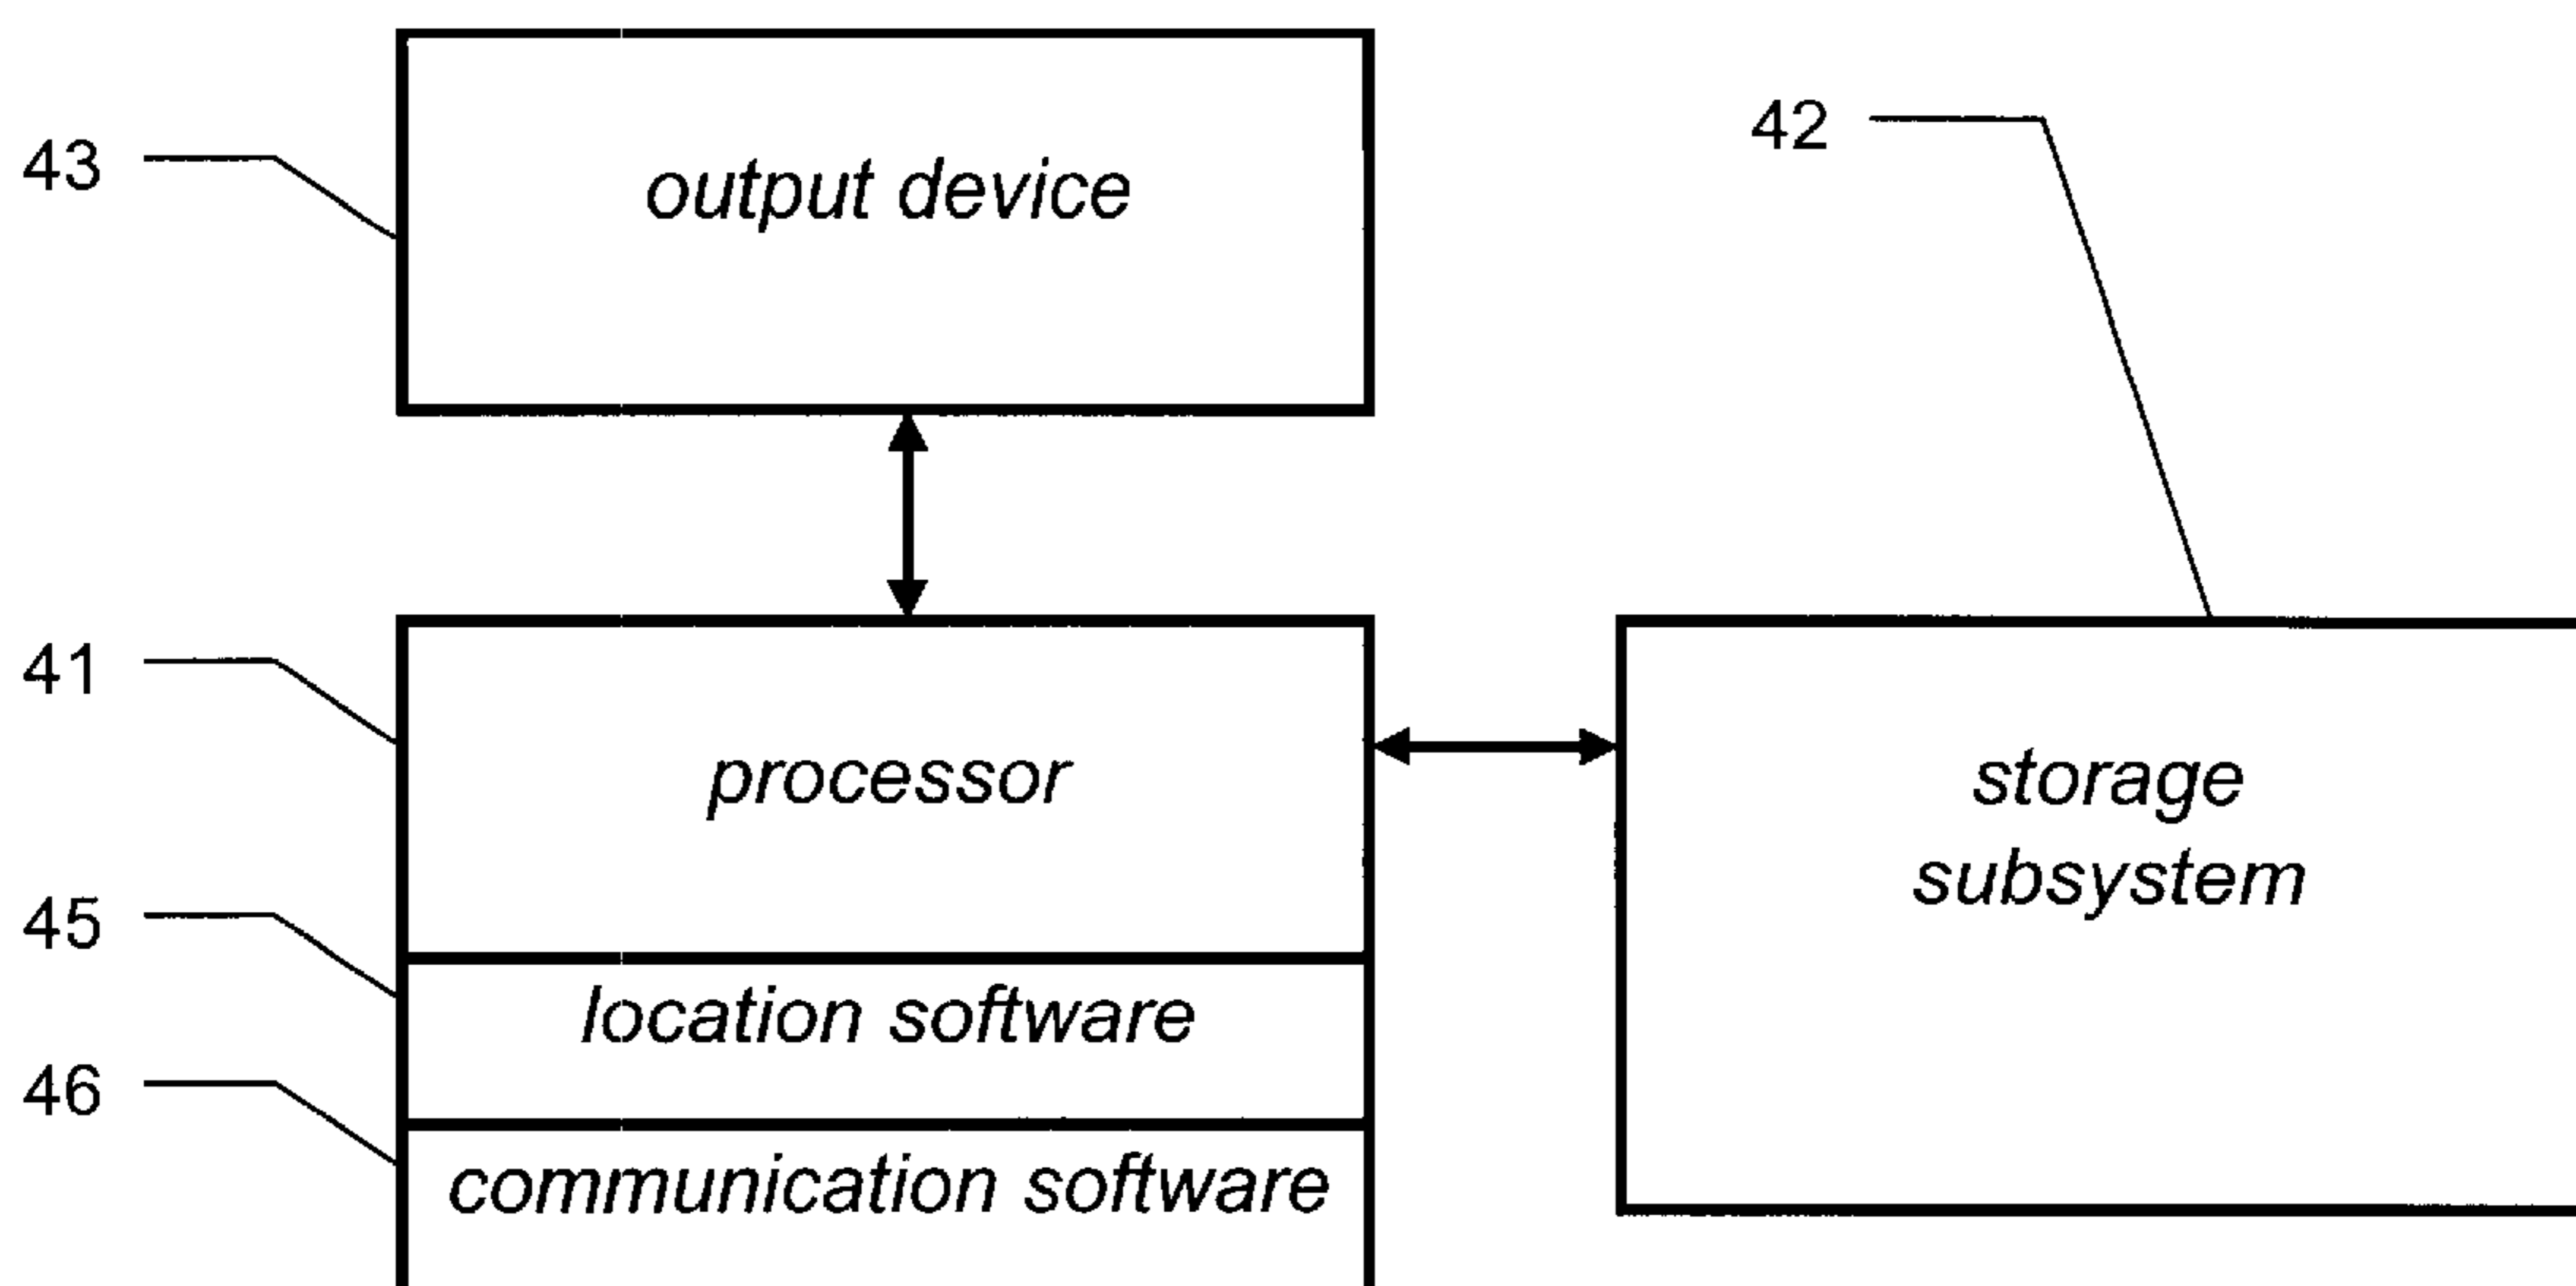 43
output device
42
41
processor
storage
subsystem
45
location software
46
communication software